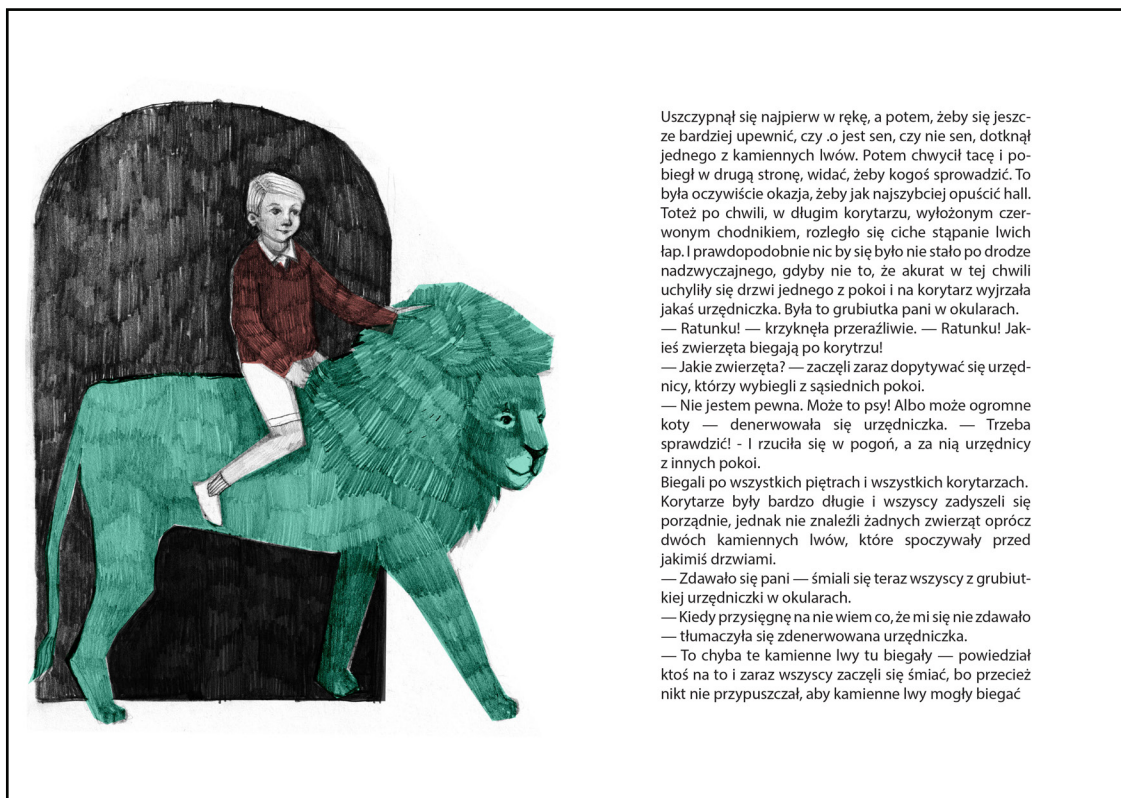 Uszczypnął się najpierw w rękę, a potem, żeby się jeszc-
ze bardziej upewnić, czy .o jest sen, czy nie sen, dotknął
jednego z kamiennych lwów. Potem chwycił tacę i po-
biegł w drugą stronę, widać, żeby kogoś sprowadzić. To
była oczywiście okazja, żeby jak najszybciej opuścić hall.
Toteż po chwili, w długim korytarzu, wyłożonym czer-
wonym chodnikiem, rozległo się ciche stąpanie lwich
łap. I prawdopodobnie nic by się było nie stało po drodze
nadzwyczajnego, gdyby nie to, że akurat w tej chwili
uchyliły się drzwi jednego z pokoi i na korytarz wyjrzała
jakaś urzędniczka. Była to grubiutka pani w okularach.
— Ratunku! — krzyknęła przeraźliwie. — Ratunku! Jak-
ieś zwierzęta biegają po korytrzu!
— Jakie zwierzęta? — zaczęli zaraz dopytywać się urzęd-
nicy, którzy wybiegli z sąsiednich pokoi.
— Nie jestem pewna. Może to psy! Albo może ogromne
koty — denerwowała się urzędniczka. — Trzeba
sprawdzić! - I rzuciła się w pogoń, a za nią urzędnicy
z innych pokoi.
Biegali po wszystkich piętrach i wszystkich korytarzach.
Korytarze były bardzo długie i wszyscy zadyszeli się
porządnie, jednak nie znaleźli żadnych zwierząt oprócz
dwóch kamiennych lwów, które spoczywały przed
jakimiś drzwiami.
— Zdawało się pani — śmiali się teraz wszyscy z grubiut-
kiej urzędniczki w okularach.
— Kiedy przysięgnę na nie wiem co, że mi się nie zdawało
— tłumaczyła się zdenerwowana urzędniczka.
— To chyba te kamienne lwy tu biegały — powiedział
ktoś na to i zaraz wszyscy zaczęli się śmiać, bo przecież
nikt nie przypuszczał, aby kamienne lwy mogły biegać